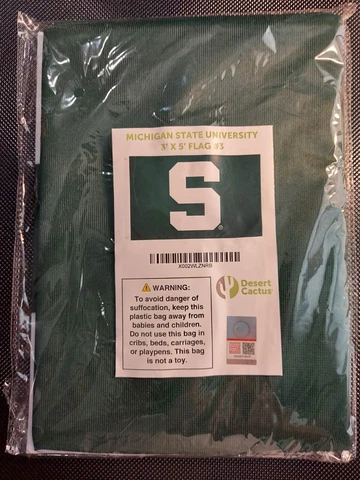 MICHIGAN STATE UNIVERSITY
3' X 5' FLAG #3
S
®
X002WLZNRB
Desert
Cactus
WARNING:
To avoid danger of
suffocation, keep this
plastic bag away from
babies and children.
Do not use this bag in
cribs, beds, carriages,
or playpens. This bag
is not a toy.